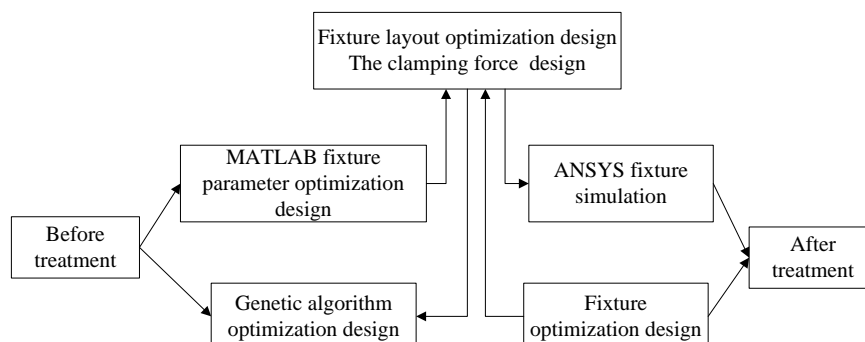 Fixture layout optimization design
The clamping force design
MATLAB fixture
parameter optimization
design
ANSYS fixture
simulation
Before
treatment
After
treatment
Genetic algorithm
optimization design
Fixture
optimization design